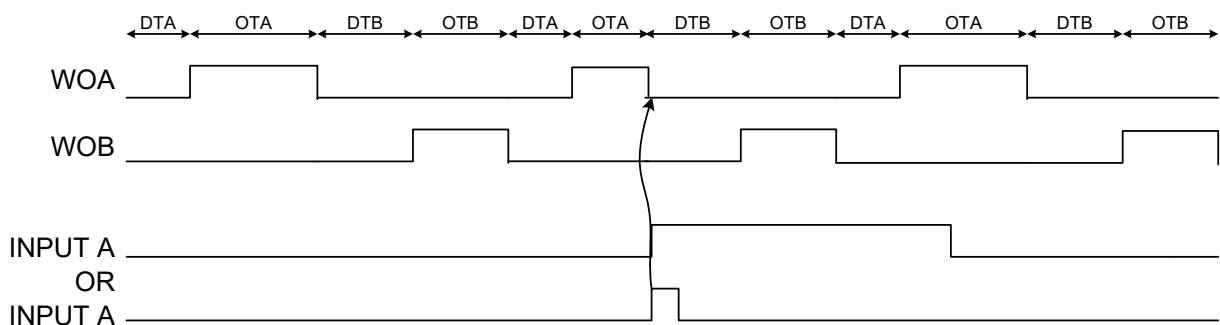 DTA OTA DTB OTB DTA OTA DTB OTB DTA OTA DTB OTB
WOA
WOB
INPUT A
OR
INPUT A